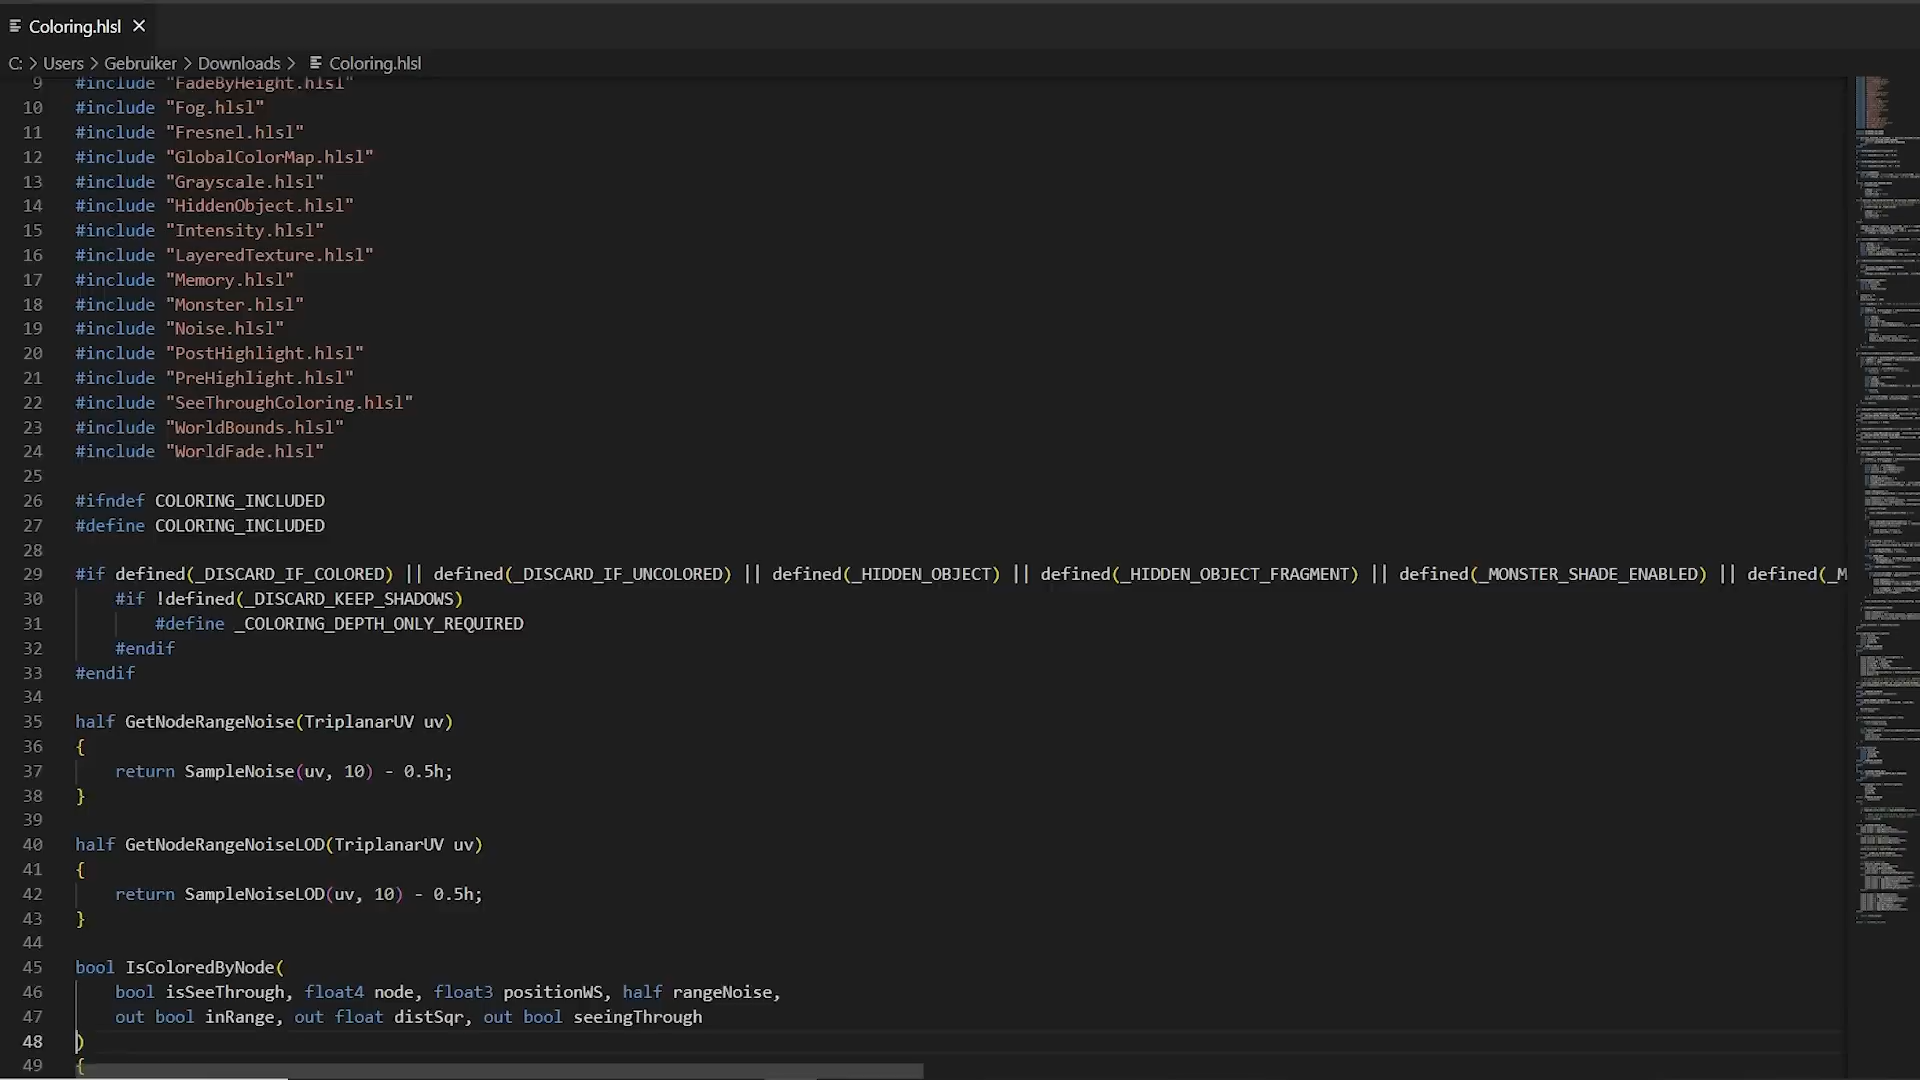 Coloring.hlsl
C: > Users > Gebruiker > Downloads > Coloring.hlsl
9 #include "FadeByHeight.hlsl"
10 #include "Fog.hlsl"
11 #include "Fresnel.hlsl"
12 #include "GlobalColorMap.hlsl"
13 #include "Grayscale.hlsl"
14 #include "HiddenObject.hlsl"
15 #include "Intensity.hlsl"
16 #include "LayeredTexture.hlsl"
17 #include "Memory.hlsl"
18 #include "Monster.hlsl"
19 #include "Noise.hlsl"
20 #include "PostHighlight.hlsl"
21 #include "PreHighlight.hlsl"
22 #include "SeeThroughColoring.hlsl"
23 #include "WorldBounds.hlsl"
24 #include "WorldFade.hlsl"
25
26 #ifndef COLORING_INCLUDED
27 #define COLORING_INCLUDED
28
29 #if defined(_DISCARD_IF_COLORED) || defined(_DISCARD_IF_UNCOLORED) || defined(_HIDDEN_OBJECT) || defined(_HIDDEN_OBJECT_FRAGMENT) || defined(_MONSTER_SHADE_ENABLED) || defined(_M
30 #if !defined(_DISCARD_KEEP_SHADOWS)
31 #define _COLORING_DEPTH_ONLY_REQUIRED
32 #endif
33 #endif
34
35 half GetNodeRangeNoise(TriplanarUV uv)
36 {
37 return SampleNoise(uv, 10) - 0.5h;
38 }
39
40 half GetNodeRangeNoiseLOD(TriplanarUV uv)
41 {
42 return SampleNoiseLOD(uv, 10) - 0.5h;
43 }
44
45 bool IsColoredByNode(
46 bool isSeeThrough, float4 node, float3 positionWS, half rangeNoise,
47 out bool inRange, out float distSqr, out bool seeingThrough
48 )
49 {